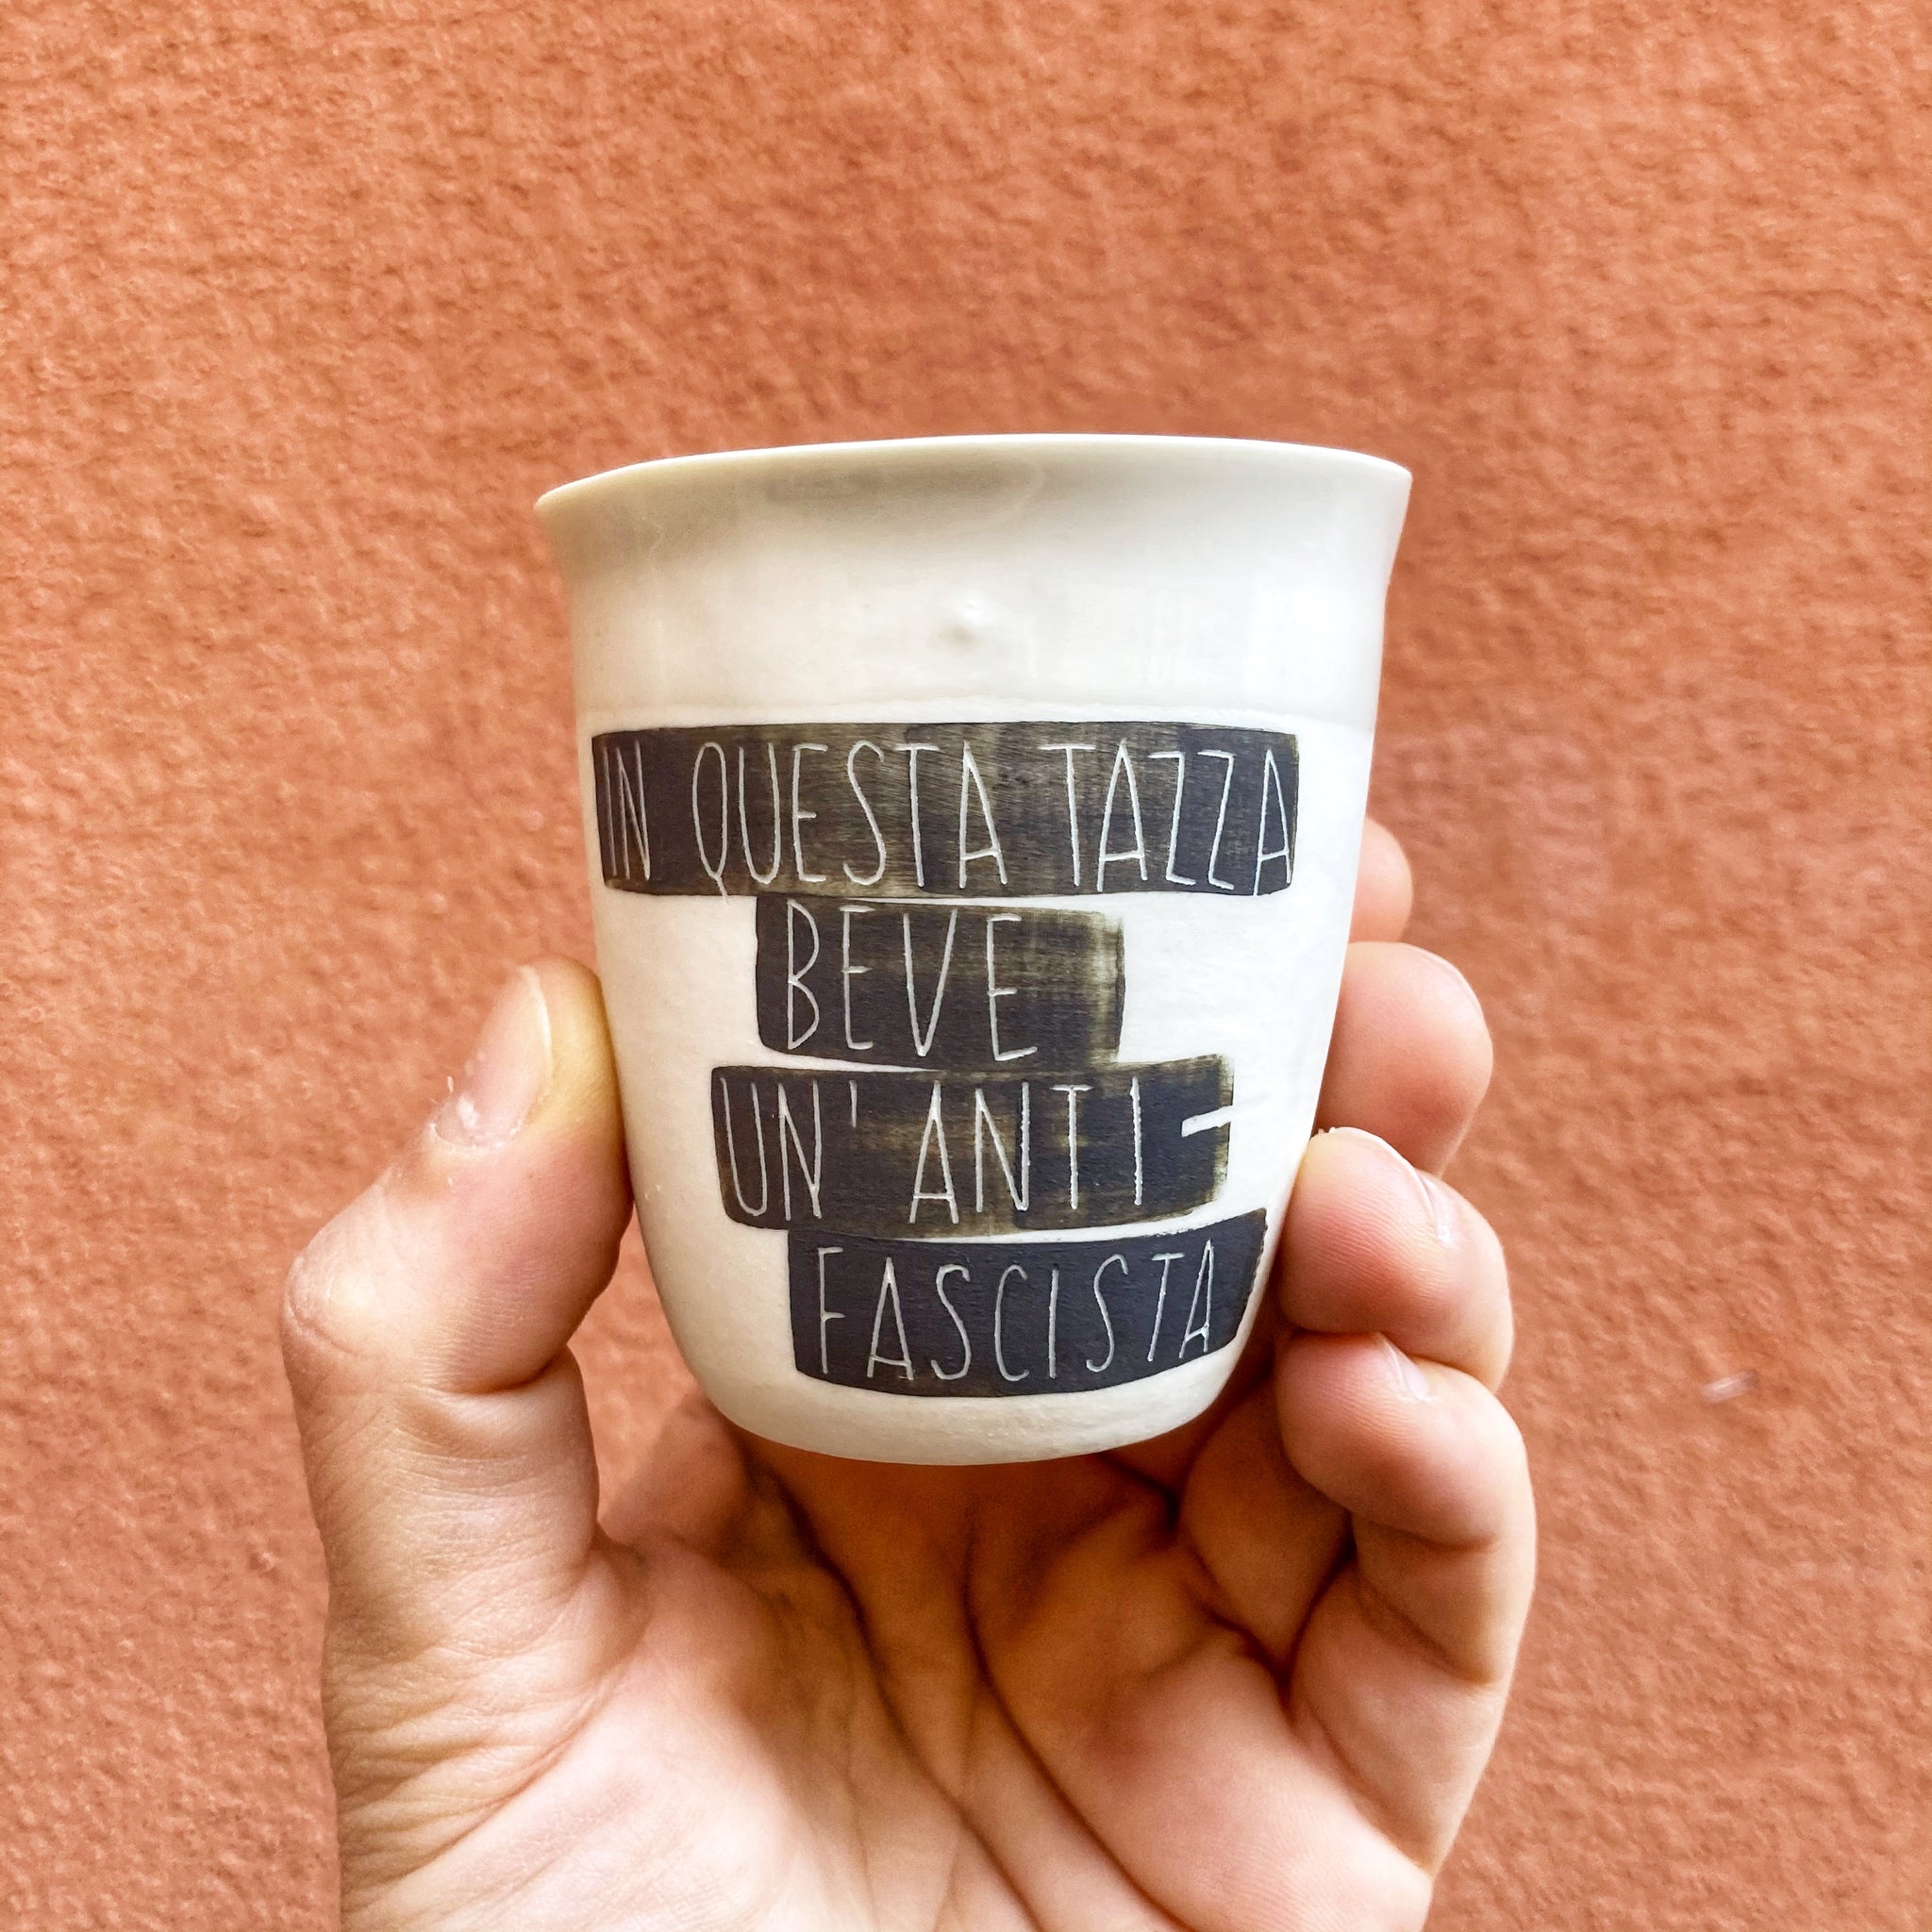 IN QUESTA TAZZA
BEVE
UN'ANTI-
FASCISTA